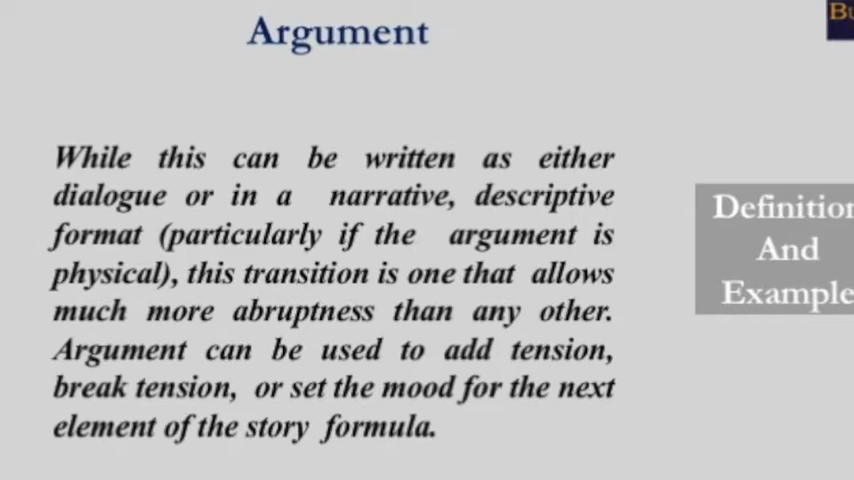 Argument
While this can be written as either
dialogue or in a narrative, descriptive
format (particularly if the argument is
physical), this transition is one that allows
much more abruptness than any other.
Argument can be used to add tension,
break tension, or set the mood for the next
element of the story formula.
And